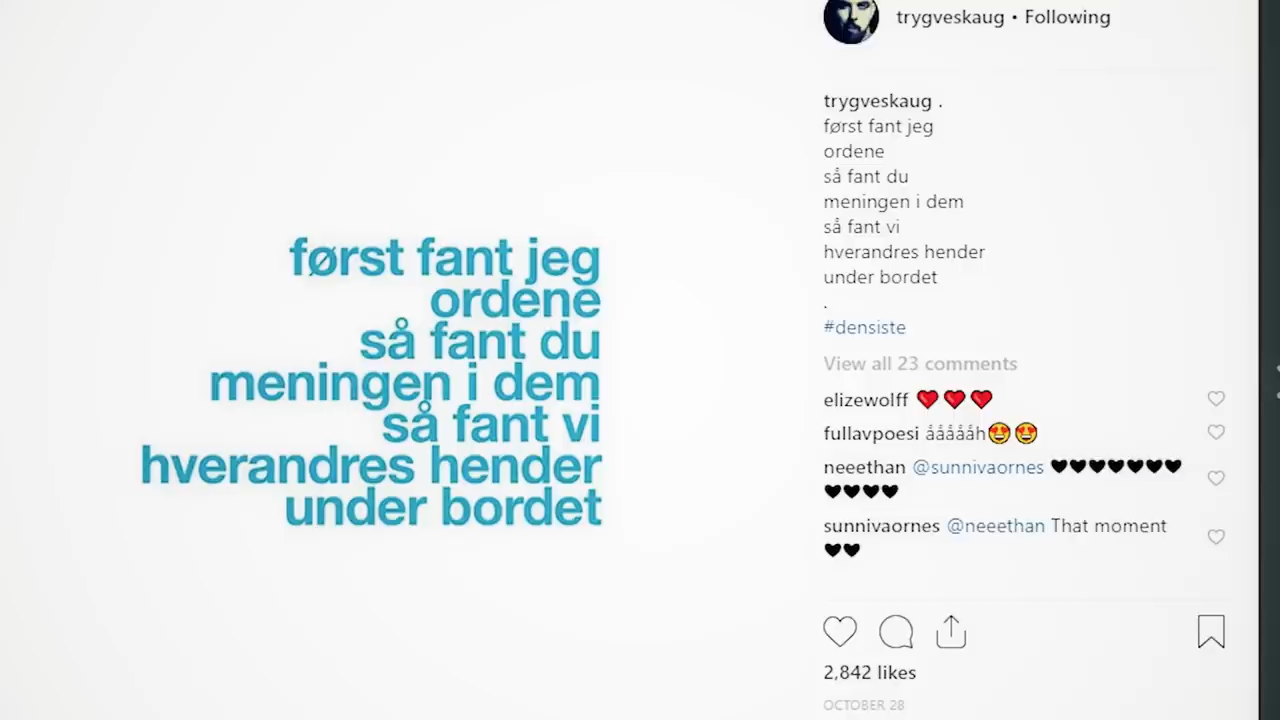 først fant jeg
ordene
så fant du
meningen i dem
så fant vi
hverandres hender
under bordet
trygveskaug • Following
trygveskaug .
først fant jeg
ordene
så fant du
meningen i dem
så fant vi
hverandres hender
under bordet
.
#densiste
View all 23 comments
elizewolff ❤️❤️❤️
fullavpoesi ååååååh😍😍
neeethan @sunnivaornes ♥♥♥♥♥♥♥
♥♥♥♥
sunnivaornes @neeethan That moment
♥♥
2,842 likes
OCTOBER 28